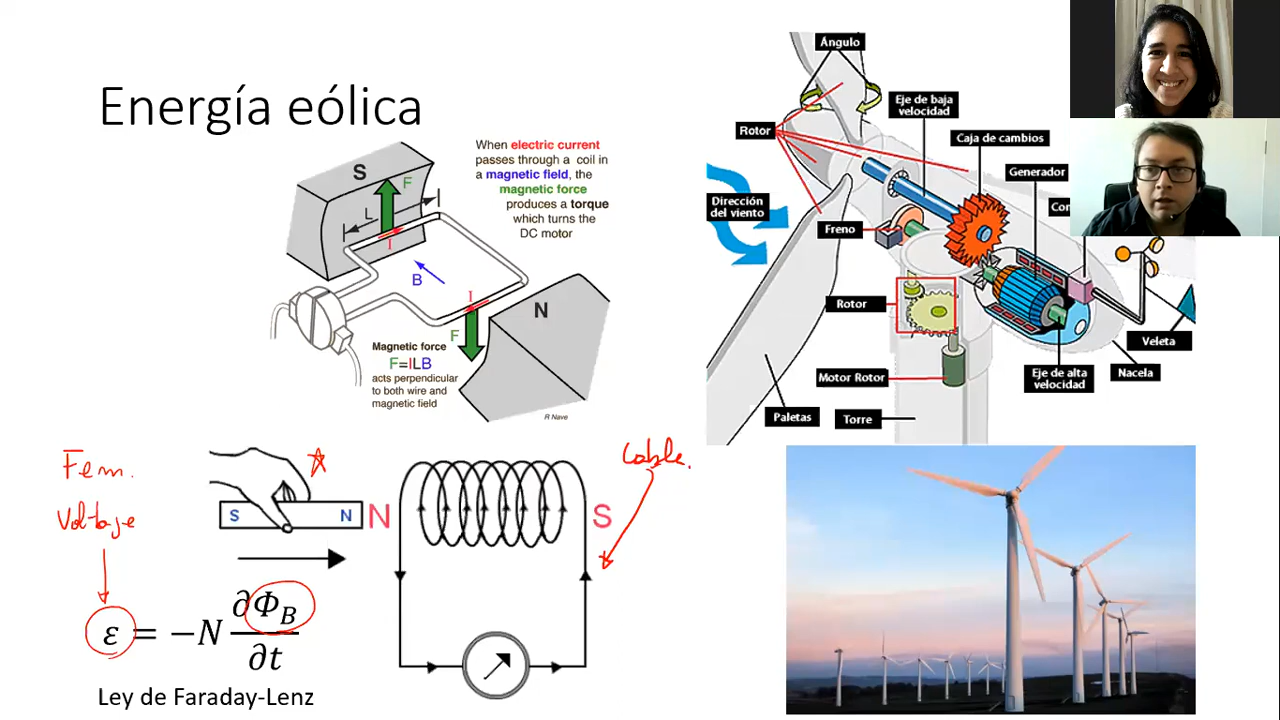 Energía eólica
When electric current
passes through a coil in
a magnetic field, the
magnetic force
produces a torque
which turns the
DC motor
S
F
L
I
B
I
N
F
Magnetic force
F=ILB
acts perpendicular
to both wire and
magnetic field
R Nave
Ángulo
Rotor
Eje de baja
velocidad
Caja de cambios
Generador
Con
Dirección
del viento
Freno
Rotor
Motor Rotor
Veleta
Eje de alta
velocidad
Nacela
Paletas
Torre
Fem.
Voltaje
S
N
N
S
Cable.
ε = −N ∂Φ_B / ∂t
Ley de Faraday-Lenz